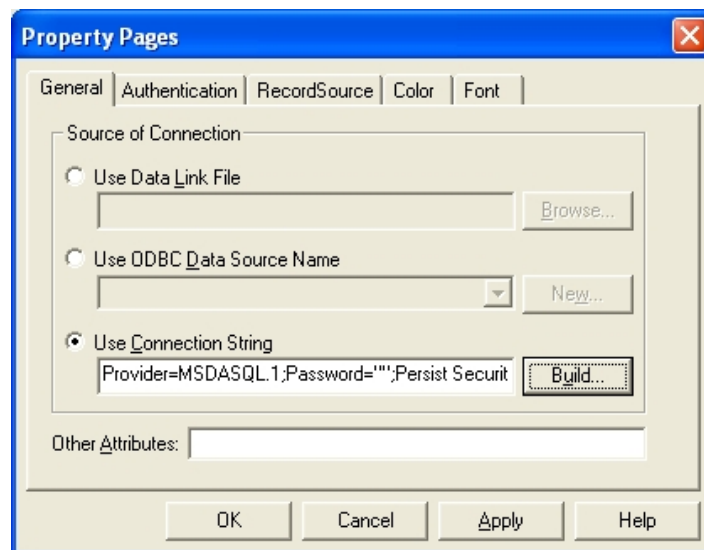 Property Pages
General Authentication RecordSource Color Font
Source of Connection
Use Data Link File
Browse...
Use ODBC Data Source Name
New...
Use Connection String
Provider=MSDASQL.1;Password="";Persist Securit Build...
Other Attributes:
OK Cancel Apply Help